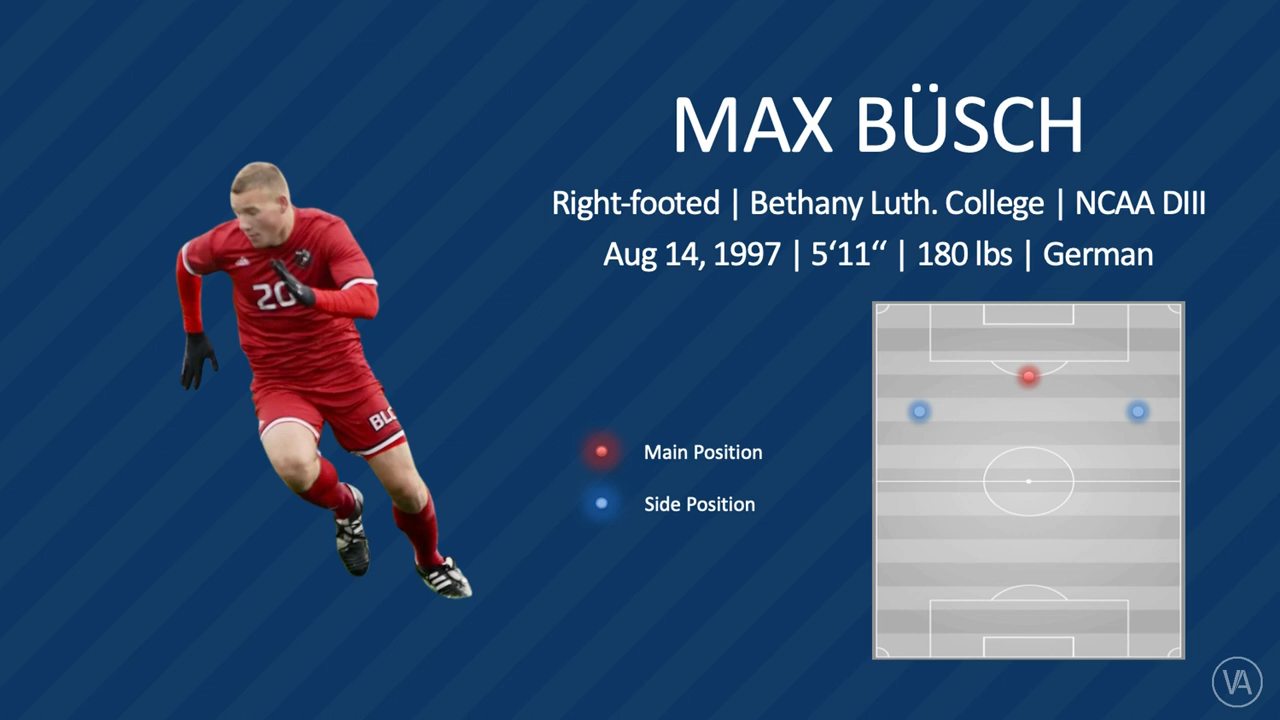 MAX BÜSCH
Right-footed | Bethany Luth. College | NCAA DIII
Aug 14, 1997 | 5‘11“ | 180 lbs | German
20
BLC
Main Position
Side Position
VA